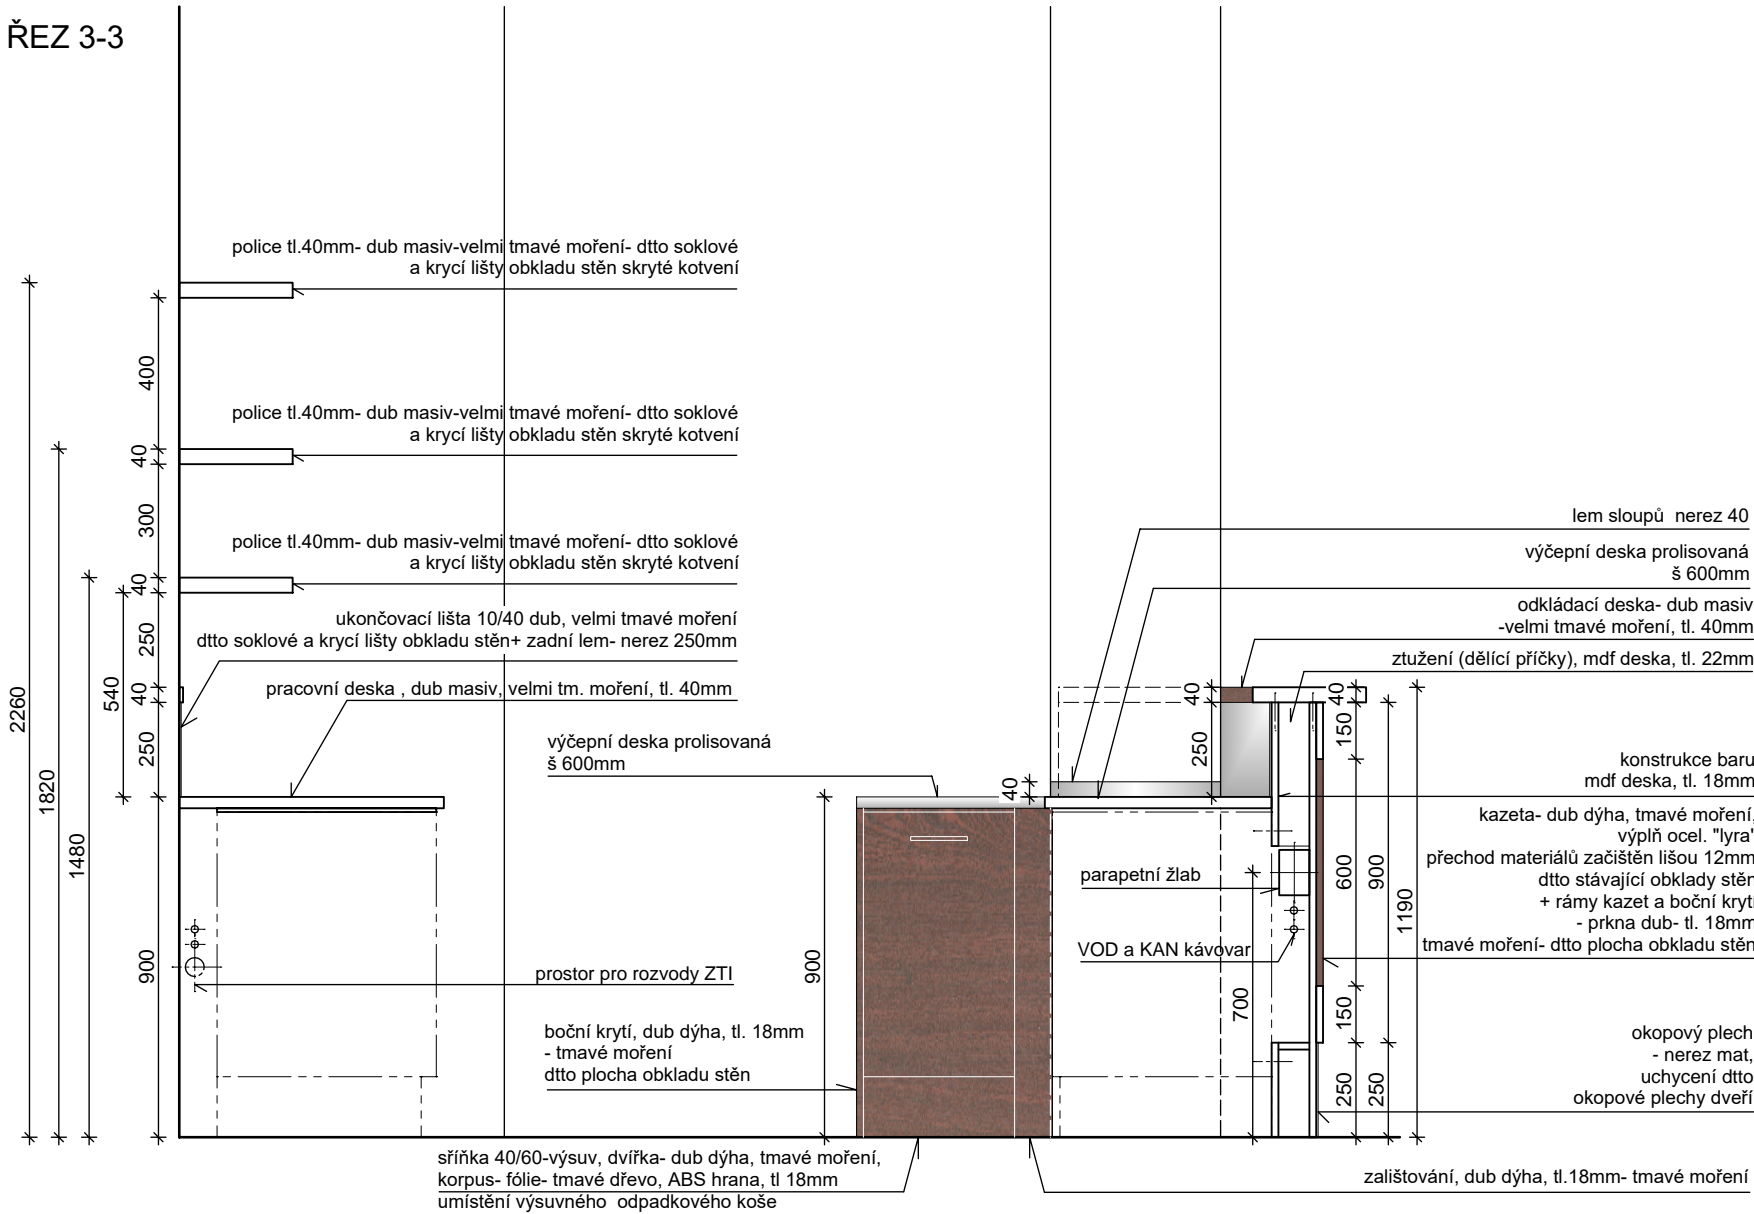 ŘEZ 3-3
police tl.40mm- dub masiv-velmi tmavé moření- dtto soklové
a krycí lišty obkladu stěn skryté kotvení
police tl.40mm- dub masiv-velmi tmavé moření- dtto soklové
a krycí lišty obkladu stěn skryté kotvení
police tl.40mm- dub masiv-velmi tmavé moření- dtto soklové
a krycí lišty obkladu stěn skryté kotvení
ukončovací lišta 10/40 dub, velmi tmavé moření
dtto soklové a krycí lišty obkladu stěn+ zadní lem- nerez 250mm
pracovní deska , dub masiv, velmi tm. moření, tl. 40mm
2260
1820
1480
540
400
40
300
40
250
40
250
900
výčepní deska prolisovaná
š 600mm
prostor pro rozvody ZTI
boční krytí, dub dýha, tl. 18mm
- tmavé moření
dtto plocha obkladu stěn
900
sříňka 40/60-výsuv, dvířka- dub dýha, tmavé moření,
korpus- fólie- tmavé dřevo, ABS hrana, tl 18mm
umístění výsuvného odpadkového koše
lem sloupů nerez 40
výčepní deska prolisovaná
š 600mm
odkládací deska- dub masiv
-velmi tmavé moření, tl. 40mm
ztužení (dělící příčky), mdf deska, tl. 22mm
40
250
40
40
150
600
150
250
900
250
1190
700
parapetní žlab
VOD a KAN kávovar
konstrukce baru
mdf deska, tl. 18mm
kazeta- dub dýha, tmavé moření,
výplň ocel. "lyra"
přechod materiálů začištěn lišou 12mm
dtto stávající obklady stěn
+ rámy kazet a boční krytí
- prkna dub- tl. 18mm
tmavé moření- dtto plocha obkladu stěn
okopový plech
- nerez mat,
uchycení dtto
okopové plechy dveří
zalištování, dub dýha, tl.18mm- tmavé moření